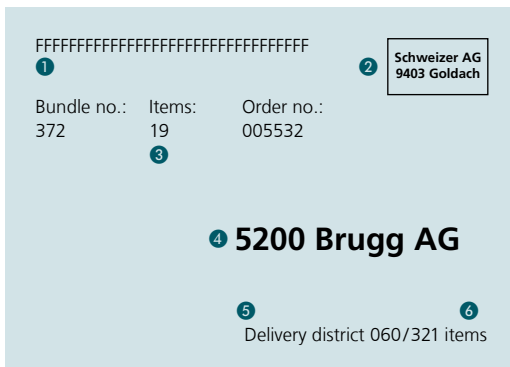 FFFFFFFFFFFFFFFFFFFFFFFFFFFFFFFFFF
1
2
Schweizer AG
9403 Goldach
Bundle no.: Items: Order no.:
372 19 005532
3
4 5200 Brugg AG
5 6
Delivery district 060/321 items